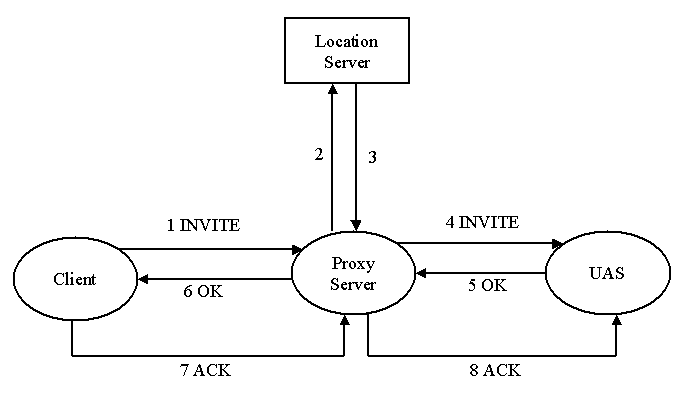 Location
Server
2
3
1 INVITE
4 INVITE
Client
Proxy
Server
UAS
6 OK
5 OK
7 ACK
8 ACK